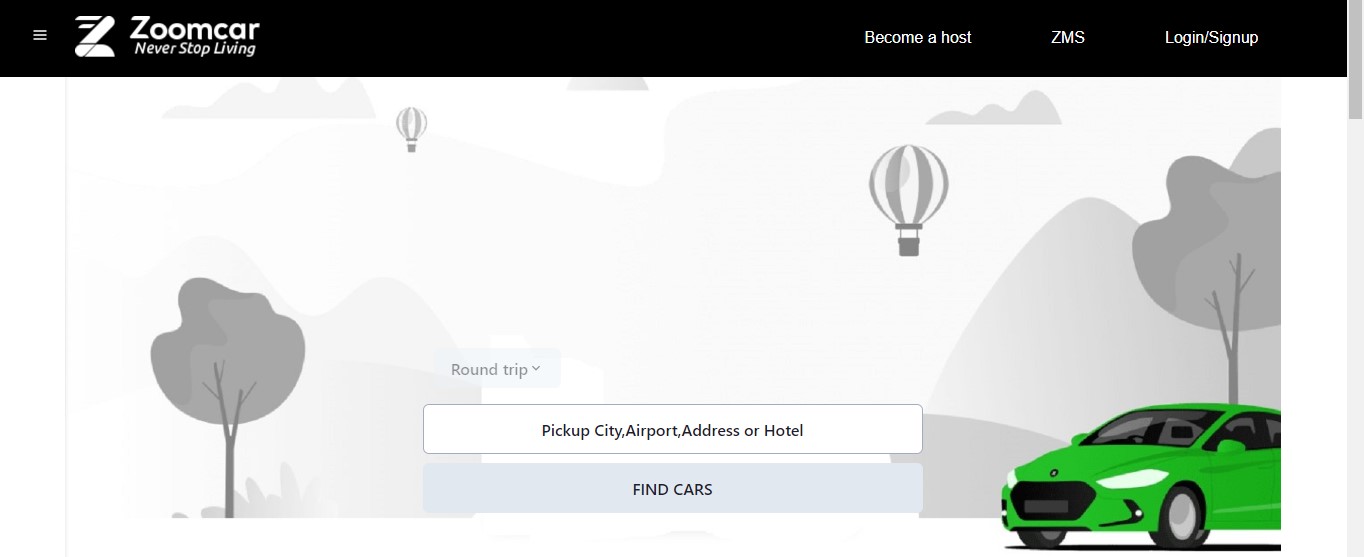 Zoomcar
Never Stop Living
Become a host
ZMS
Login/Signup
Round trip
Pickup City,Airport,Address or Hotel
FIND CARS